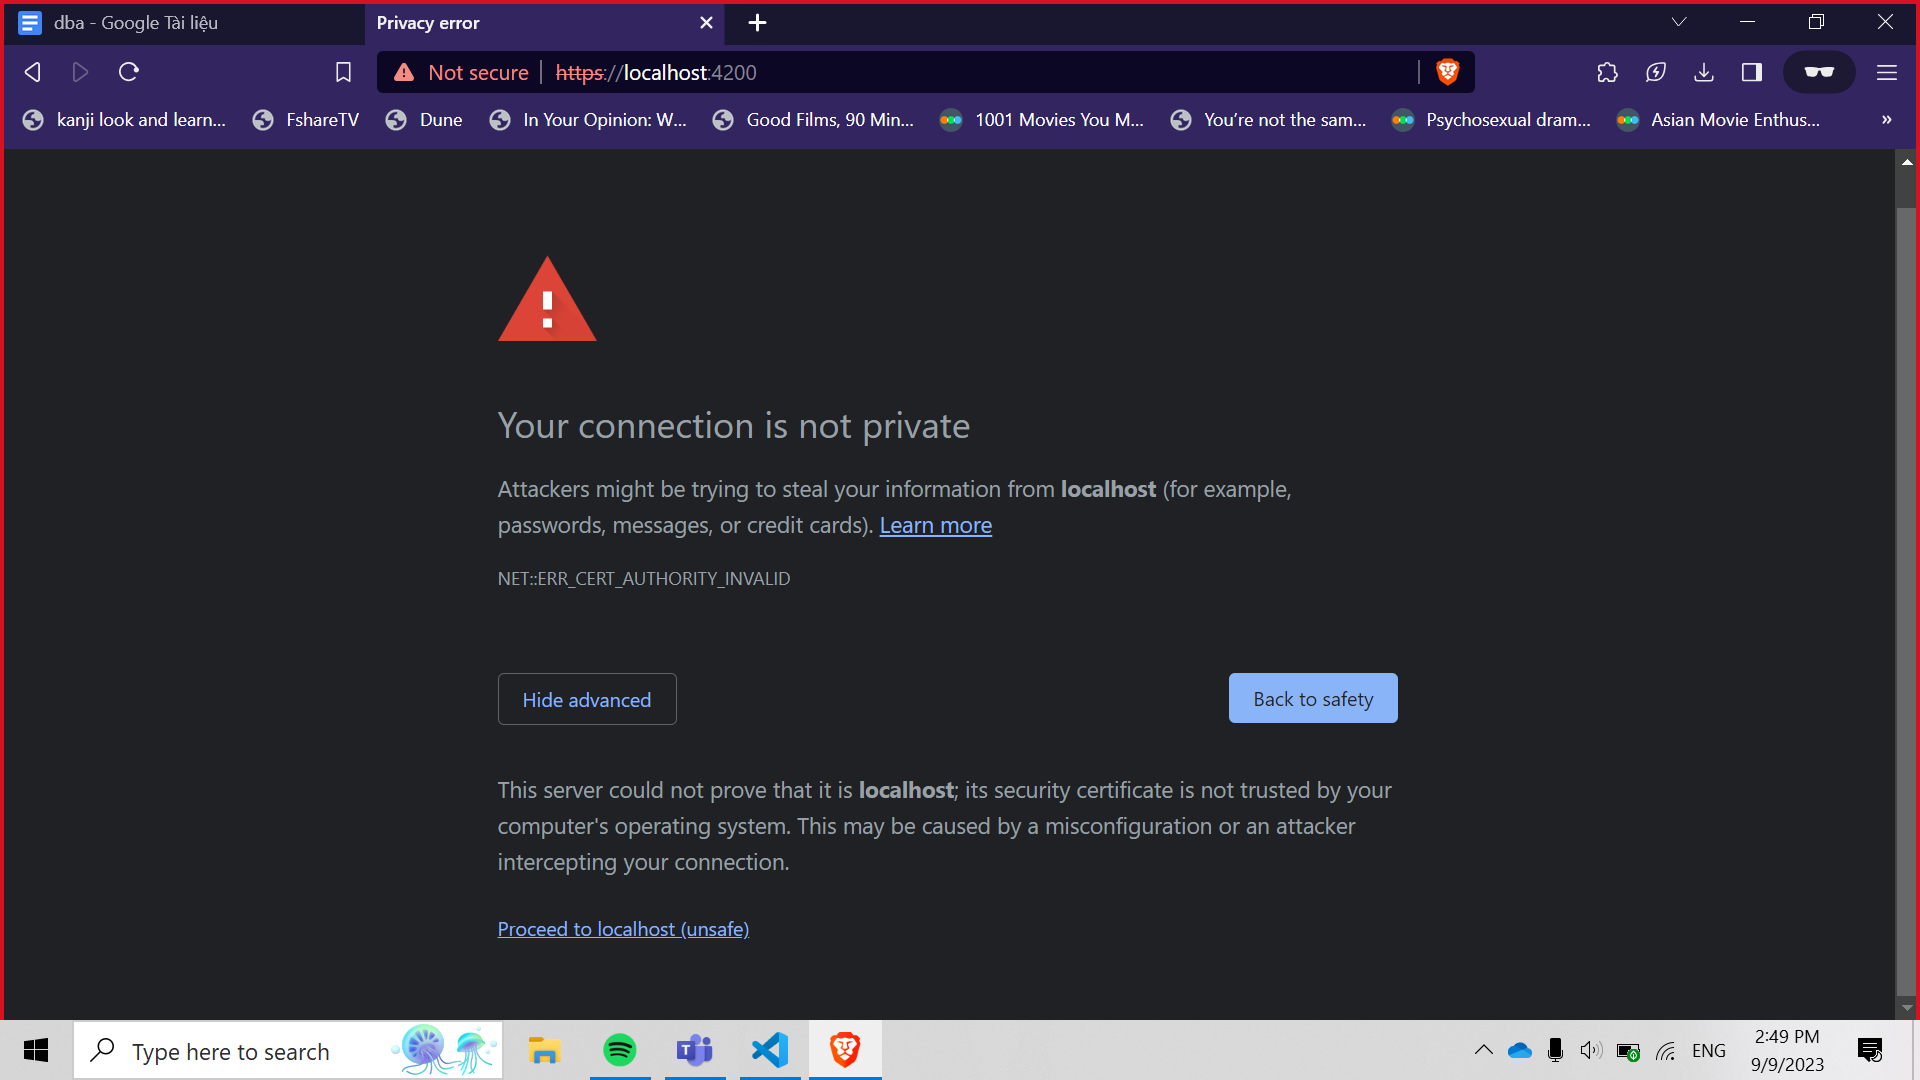 dba - Google Tài liệu
Privacy error
Not secure
https://localhost:4200
kanji look and learn...
FshareTV
Dune
In Your Opinion: W...
Good Films, 90 Min...
1001 Movies You M...
You’re not the sam...
Psychosexual dram...
Asian Movie Enthus...
»
Your connection is not private
Attackers might be trying to steal your information from localhost (for example,
passwords, messages, or credit cards). Learn more
NET::ERR_CERT_AUTHORITY_INVALID
Hide advanced
Back to safety
This server could not prove that it is localhost; its security certificate is not trusted by your
computer's operating system. This may be caused by a misconfiguration or an attacker
intercepting your connection.
Proceed to localhost (unsafe)
Type here to search
ENG
2:49 PM
9/9/2023